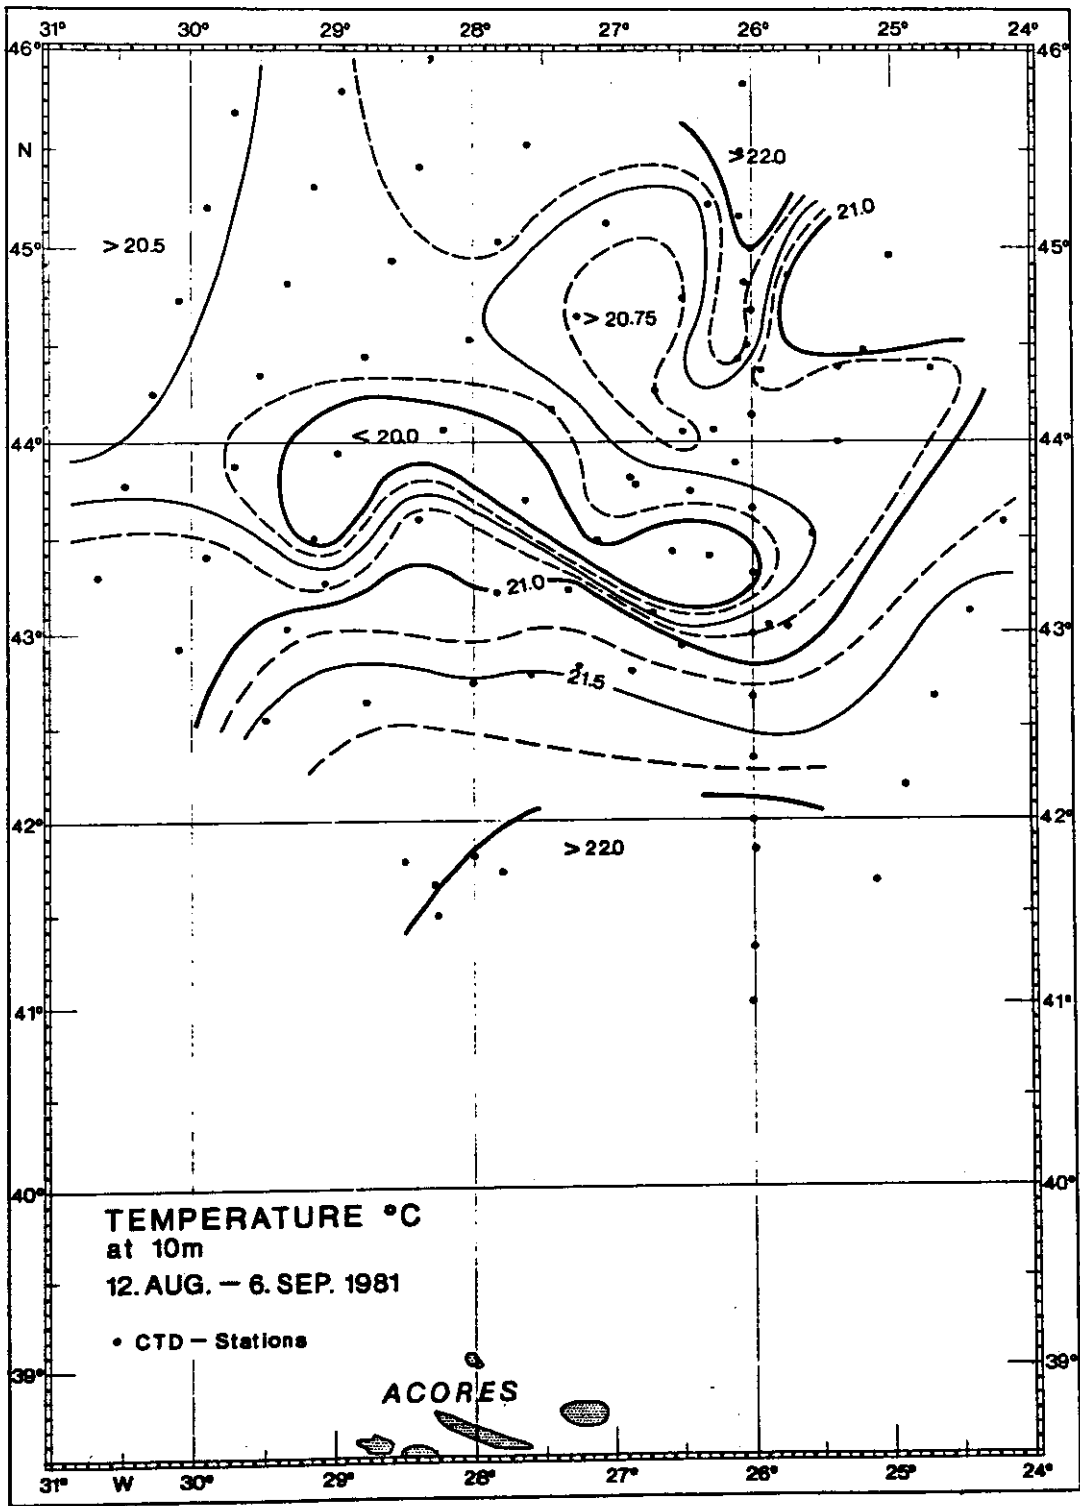 31° 30° 29° 28° 27° 26° 25° 24°
46° 46°
N
>22.0
21.0
>20.5
45° 45°
>20.75
<20.0
44° 44°
21.0
43° 43°
21.5
42° 42°
>22.0
41° 41°
40° 40°
TEMPERATURE °C
at 10m
12. AUG. — 6. SEP. 1981
• CTD — Stations
39° 39°
ACORES
31° W 30° 29° 28° 27° 26° 25° 24°